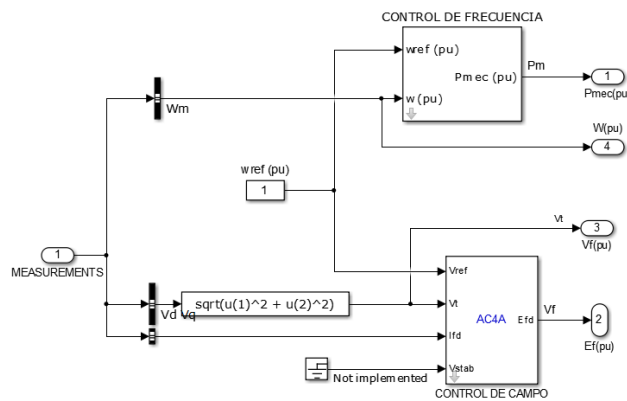 CONTROL DE FRECUENCIA
wref (pu)
Pmec (pu)
w (pu)
Pm
1
Pmec(pu
Wm
W(pu)
4
wref (pu)
1
Vt
3
Vf(pu)
1
MEASUREMENTS
Vd Vq
sqrt(u(1)^2 + u(2)^2)
Vref
Vt
AC4A
Efd
Ifd
Vstab
Vf
2
Ef(pu)
Not implemented
CONTROL DE CAMPO